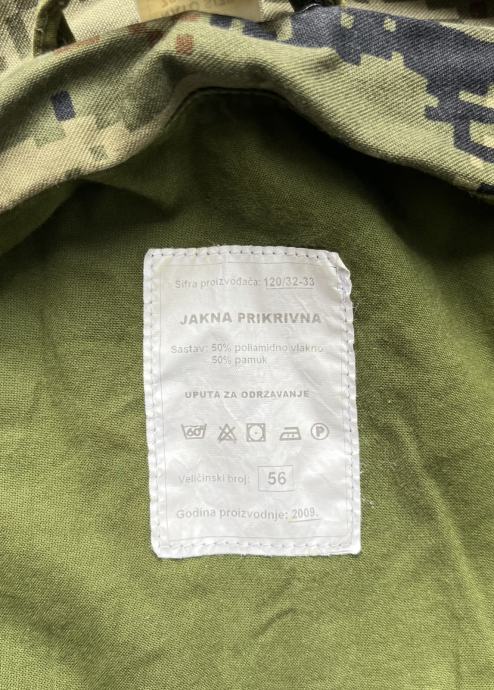 Šifra proizvođača: 120/32-33
JAKNA PRIKRIVNA
Sastav: 50% poliamidno vlakno
50% pamuk
UPUTA ZA ODRŽAVANJE
60
P
Veličinski broj: 56
Godina proizvodnje: 2009.